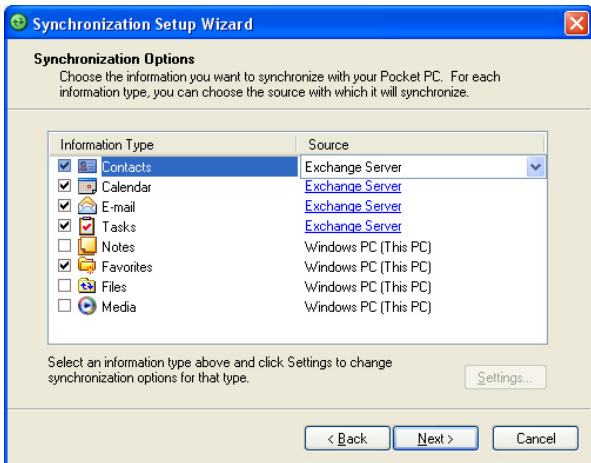 Synchronization Setup Wizard
Synchronization Options
Choose the information you want to synchronize with your Pocket PC. For each
information type, you can choose the source with which it will synchronize.
Information Type Source
Contacts Exchange Server
Calendar Exchange Server
E-mail Exchange Server
Tasks Exchange Server
Notes Windows PC (This PC)
Favorites Windows PC (This PC)
Files Windows PC (This PC)
Media Windows PC (This PC)
Select an information type above and click Settings to change
synchronization options for that type.
Settings...
< Back Next > Cancel